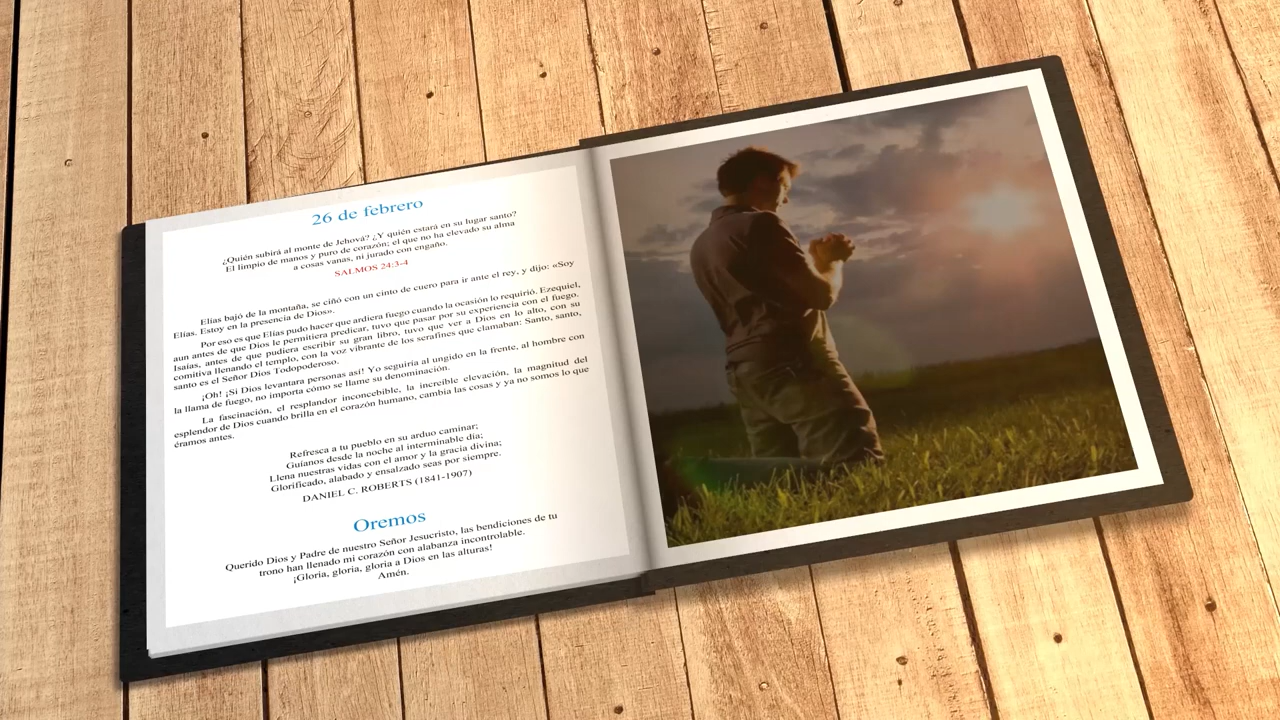 26 de febrero
¿Quién subirá al monte de Jehová? ¿Y quién estará en su lugar santo?
El limpio de manos y puro de corazón; el que no ha elevado su alma
a cosas vanas, ni jurado con engaño.
SALMOS 24:3-4
Elías bajó de la montaña, se ciñó con un cinto de cuero para ir ante el rey, y dijo: «Soy
Elías. Estoy en la presencia de Dios».
Por eso es que Elías pudo hacer que ardiera fuego cuando la ocasión lo requirió. Ezequiel,
aun antes de que Dios le permitiera predicar, tuvo que pasar por su experiencia con el fuego.
Isaías, antes de que pudiera escribir su gran libro, tuvo que ver a Dios en lo alto, con su
comitiva llenando el templo, con la voz vibrante de los serafines que clamaban: Santo, santo,
santo es el Señor Dios Todopoderoso.
¡Oh! ¡Si Dios levantara personas así! Yo seguiría al ungido en la frente, al hombre con
la llama de fuego, no importa cómo se llame su denominación.
La fascinación, el resplandor inconcebible, la increíble elevación, la magnitud del
esplendor de Dios cuando brilla en el corazón humano, cambia las cosas y ya no somos lo que
éramos antes.
Refresca a tu pueblo en su arduo caminar;
Guíanos desde la noche al interminable día;
Llena nuestras vidas con el amor y la gracia divina;
Glorificado, alabado y ensalzado seas por siempre.
DANIEL C. ROBERTS (1841-1907)
Oremos
Querido Dios y Padre de nuestro Señor Jesucristo, las bendiciones de tu
trono han llenado mi corazón con alabanza incontrolable.
¡Gloria, gloria, gloria a Dios en las alturas!
Amén.